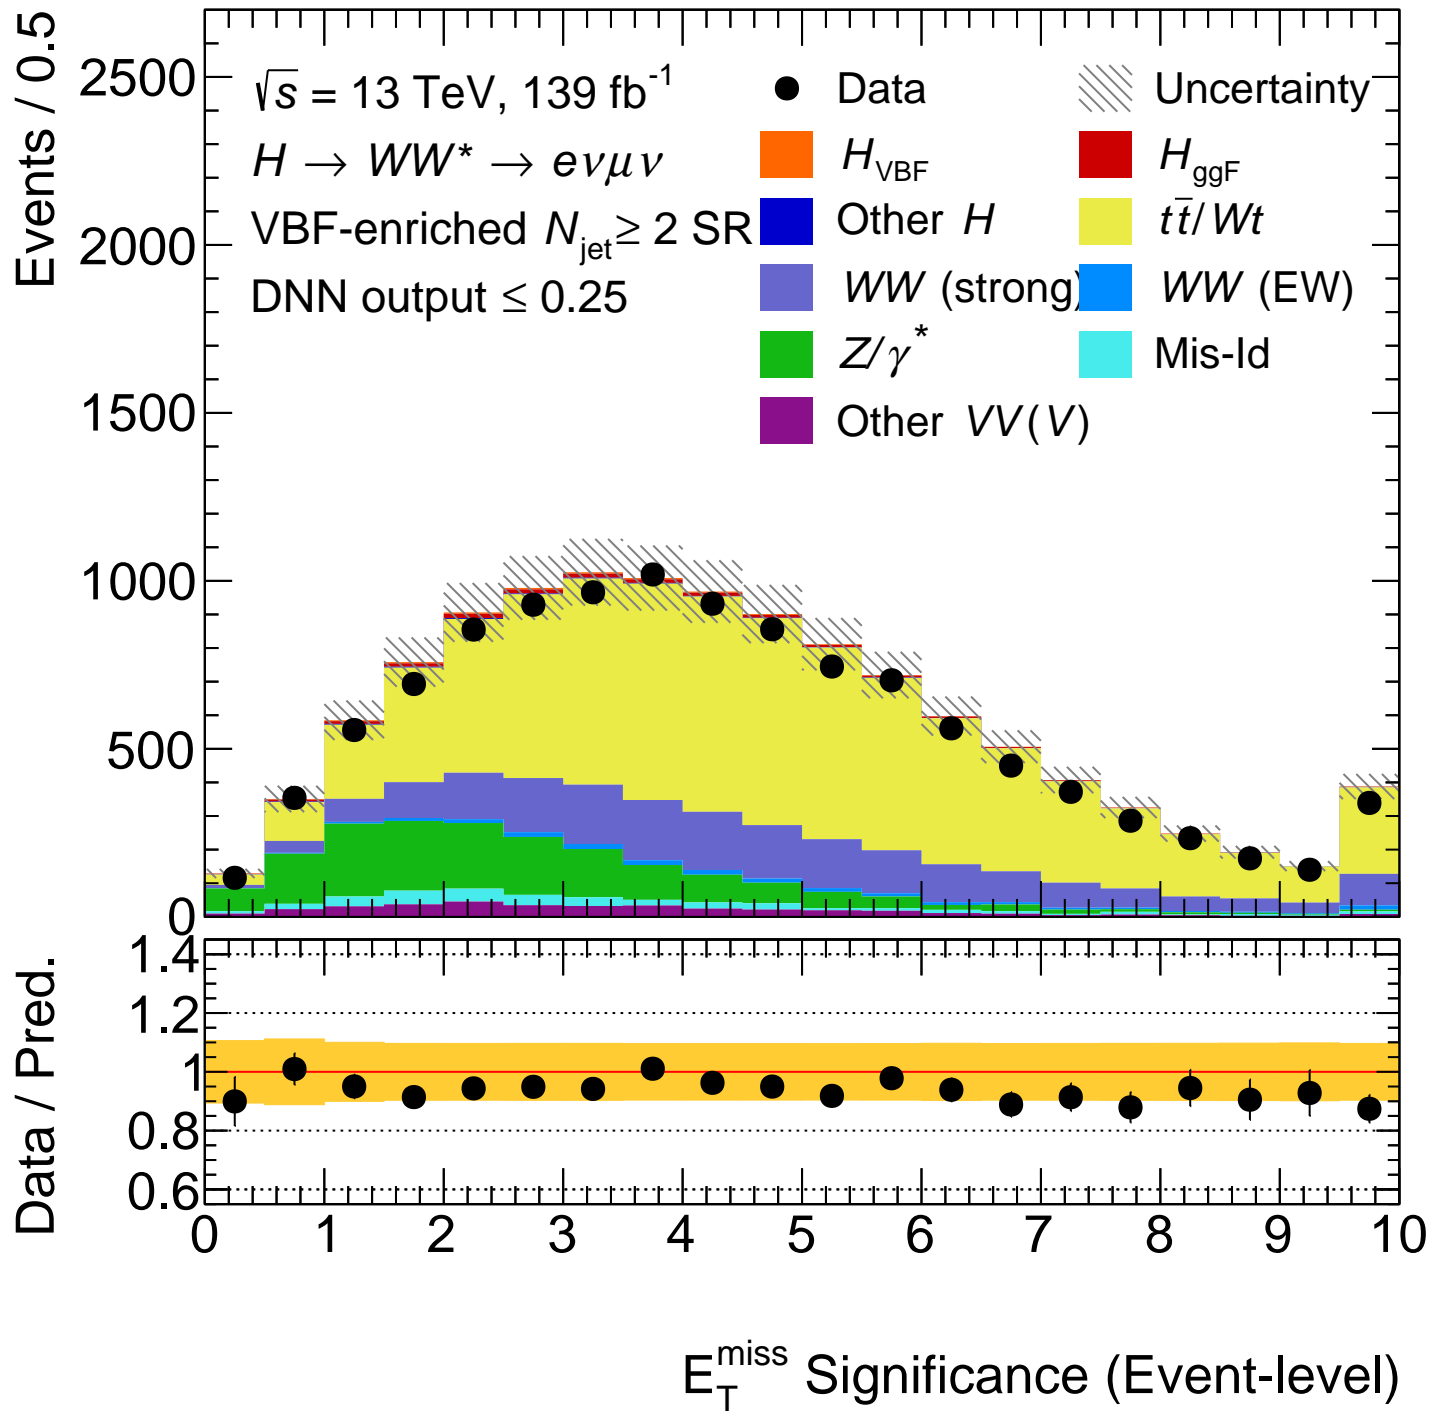 Events / 0.5
2500
2000
1500
1000
500
0
√s = 13 TeV, 139 fb⁻¹
H → WW* → eνμν
VBF-enriched N_jet ≥ 2 SR
DNN output ≤ 0.25
Data
Uncertainty
H_VBF
H_ggF
Other H
tt̄/Wt
WW (strong)
WW (EW)
Z/γ*
Mis-Id
Other VV(V)
Data / Pred.
1.4
1.2
1
0.8
0.6
0 1 2 3 4 5 6 7 8 9 10
E_T^miss Significance (Event-level)